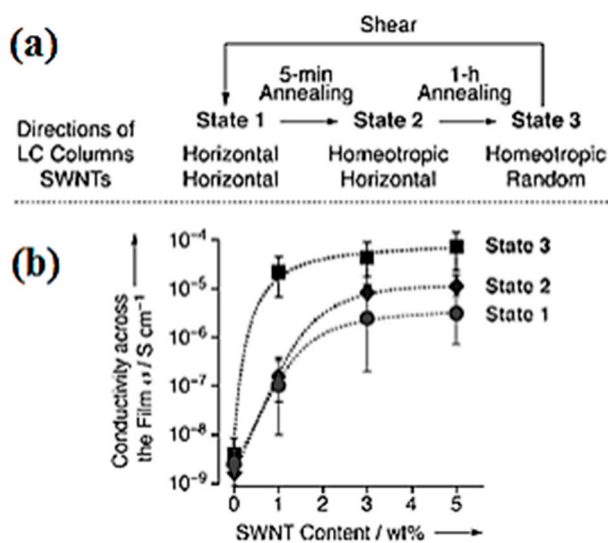 (a)
Shear
5-min Annealing
1-h Annealing
Directions of
State 1
State 2
State 3
LC Columns
Horizontal
Homeotropic
Homeotropic
SWNTs
Horizontal
Horizontal
Random
(b)
Conductivity across
the Film σ / S cm⁻¹
10⁻⁴
10⁻⁵
10⁻⁶
10⁻⁷
10⁻⁸
10⁻⁹
State 3
State 2
State 1
0 1 2 3 4 5
SWNT Content / wt%